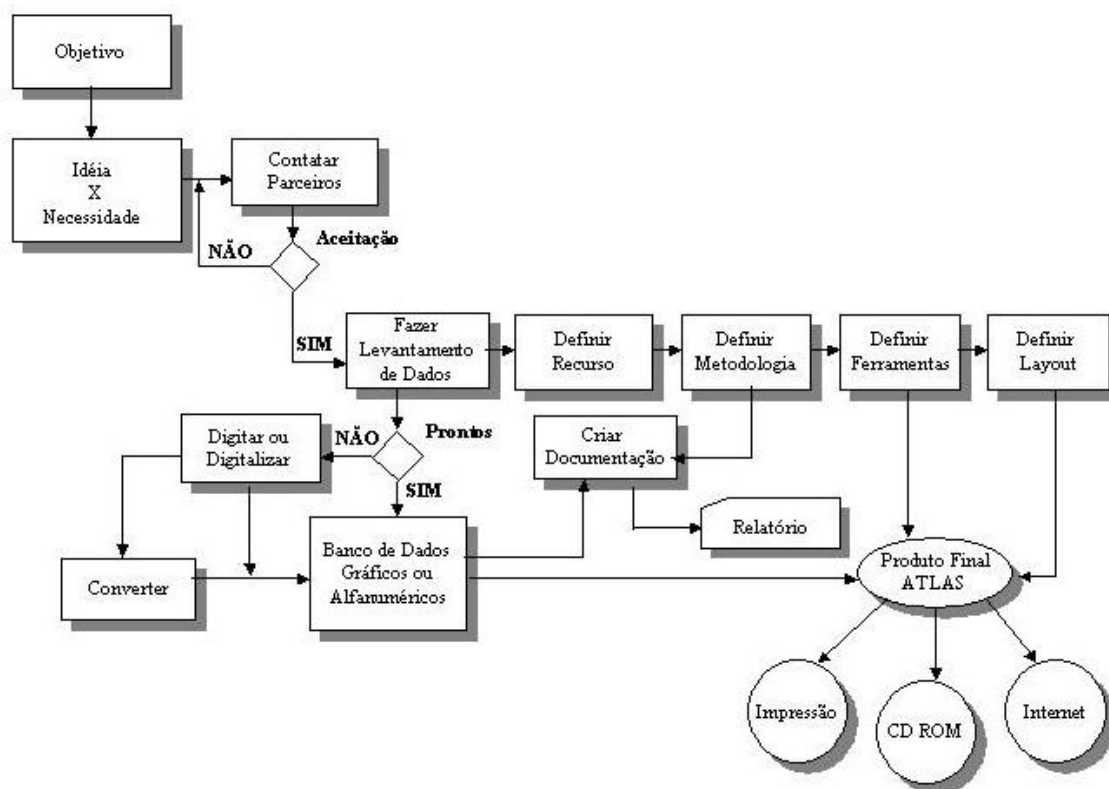 Objetivo
Idéia
X
Necessidade
Contatar
Parceiros
Aceitação
NÃO
SIM
Fazer
Levantamento
de Dados
Definir
Recurso
Definir
Metodologia
Definir
Ferramentas
Definir
Layout
Digitar ou
Digitalizar
NÃO
Prontos
SIM
Criar
Documentação
Relatório
Converter
Banco de Dados
Gráficos ou
Alfanuméricos
Produto Final
ATLAS
Impressão
CD ROM
Internet